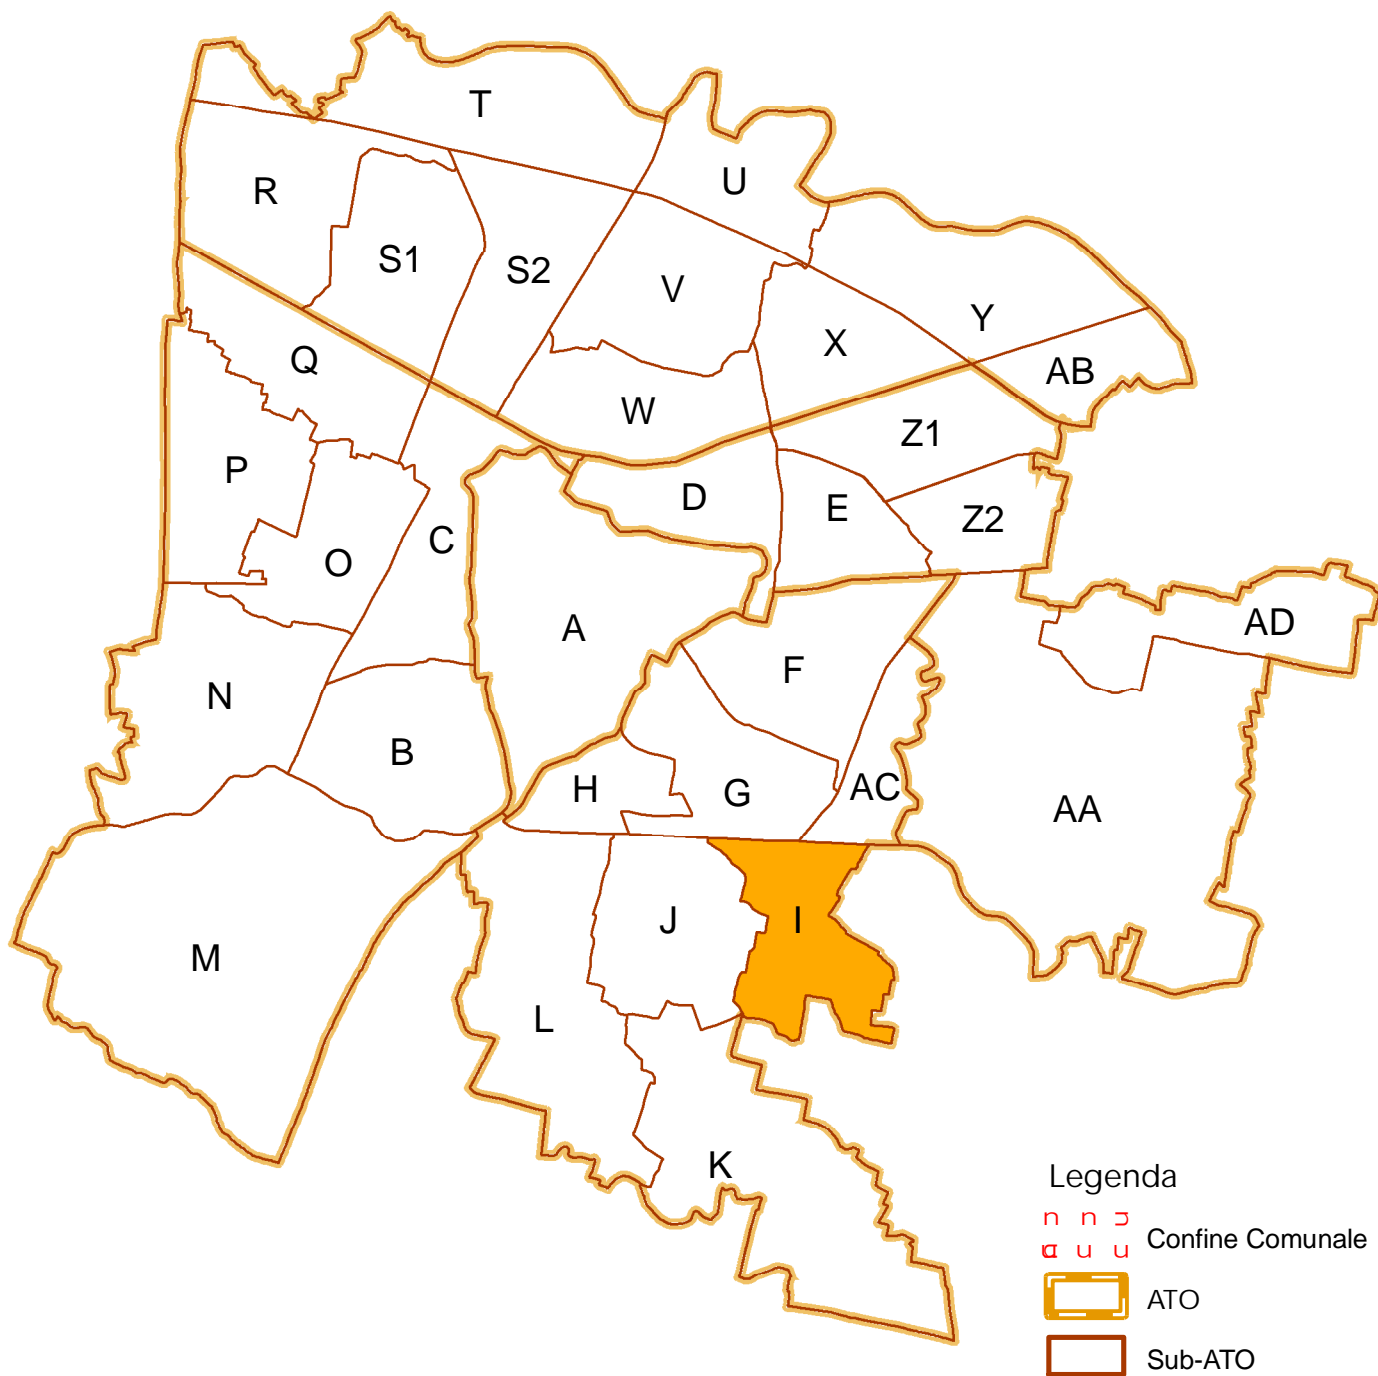 T
U
R
S1
S2
V
Y
X
Q
AB
W
Z1
P
D
E
Z2
C
O
A
AD
F
N
B
H
G
AC
AA
I
J
M
L
K
Legenda
n n n
u u u
Confine Comunale
ATO
Sub-ATO